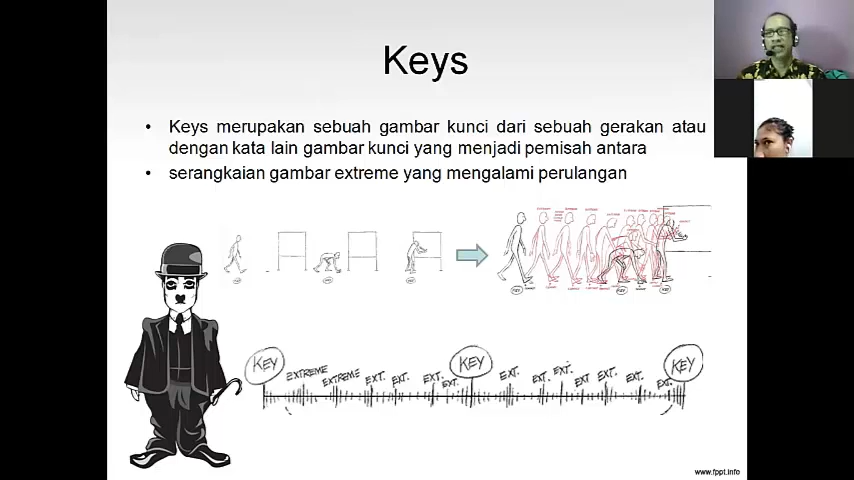 Keys
• Keys merupakan sebuah gambar kunci dari sebuah gerakan atau
dengan kata lain gambar kunci yang menjadi pemisah antara
• serangkaian gambar extreme yang mengalami perulangan
KEY
EXTREME
EXTREME
EXT.
EXT.
EXT.
EXT.
KEY
EXT.
EXT.
EXT.
EXT
EXT.
EXT.
EXT.
KEY
www.fppt.info